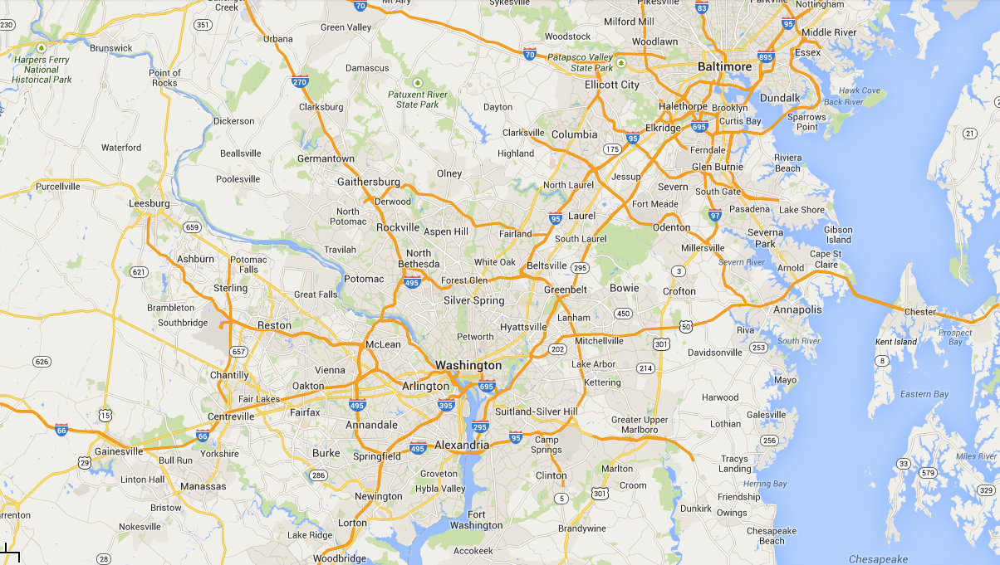 Creek
70
Mt Airy
Sykesville
Pikesville
83
Parkville
Nottingham
230
351
Green Valley
Milford Mill
95
Urbana
Woodstock
Woodlawn
Middle River
Brunswick
70
Essex
Harpers Ferry
National
Historical Park
Patapsco Valley
State Park
Baltimore
895
Damascus
Point of
Rocks
270
Patuxent River
State Park
Ellicott City
Hawk Cove
Dundalk
Back River
Clarksburg
Dayton
Halethorpe
Brooklyn
Dickerson
Curtis Bay
Sparrows
Point
Clarksville
Columbia
Elkridge
695
21
95
Waterford
Beallsville
Germantown
Highland
175
Ferndale
Riviera
Beach
Poolesville
Olney
Glen Burnie
Purcellville
Gaithersburg
North Laurel
Jessup
Severn
South Gate
Leesburg
Derwood
Fort Meade
Pasadena
Lake Shore
North
Potomac
95
Laurel
97
659
Rockville
Aspen Hill
Fairland
South Laurel
Odenton
Severna
Park
Gibson
Island
Travilah
North
Bethesda
Millersville
Ashburn
Potomac
Falls
White Oak
Beltsville
295
3
Severn River
Cape St
Claire
Arnold
621
Potomac
495
Forest Glen
Sterling
Great Falls
Silver Spring
Greenbelt
Bowie
Crofton
Brambleton
Southbridge
Reston
Lanham
450
Annapolis
Chester
Hyattsville
50
Riva
Prospect
Bay
McLean
Petworth
Mitchellville
301
South River
Kent Island
657
202
Davidsonville
253
626
Vienna
Washington
Lake Arbor
214
8
Chantilly
Oakton
Arlington
695
Kettering
Mayo
Fair Lakes
Eastern Bay
495
395
Harwood
15
Centreville
Fairfax
Suitland-Silver Hill
Galesville
66
Annandale
295
Greater Upper
Marlboro
Lothian
66
95
Camp
Springs
256
Gainesville
Burke
Springfield
495
Alexandria
Miles River
29
Bull Run
Yorkshire
Tracys
Landing
33
579
Linton Hall
286
Groveton
Clinton
Marlton
Manassas
Hybla Valley
Croom
Herring Bay
329
Newington
5
301
Friendship
Bristow
Dunkirk
Owings
Nokesville
Lorton
Fort
Washington
Brandywine
Chesapeake
Beach
Lake Ridge
Accokeek
28
Woodbridge
Chesapeake